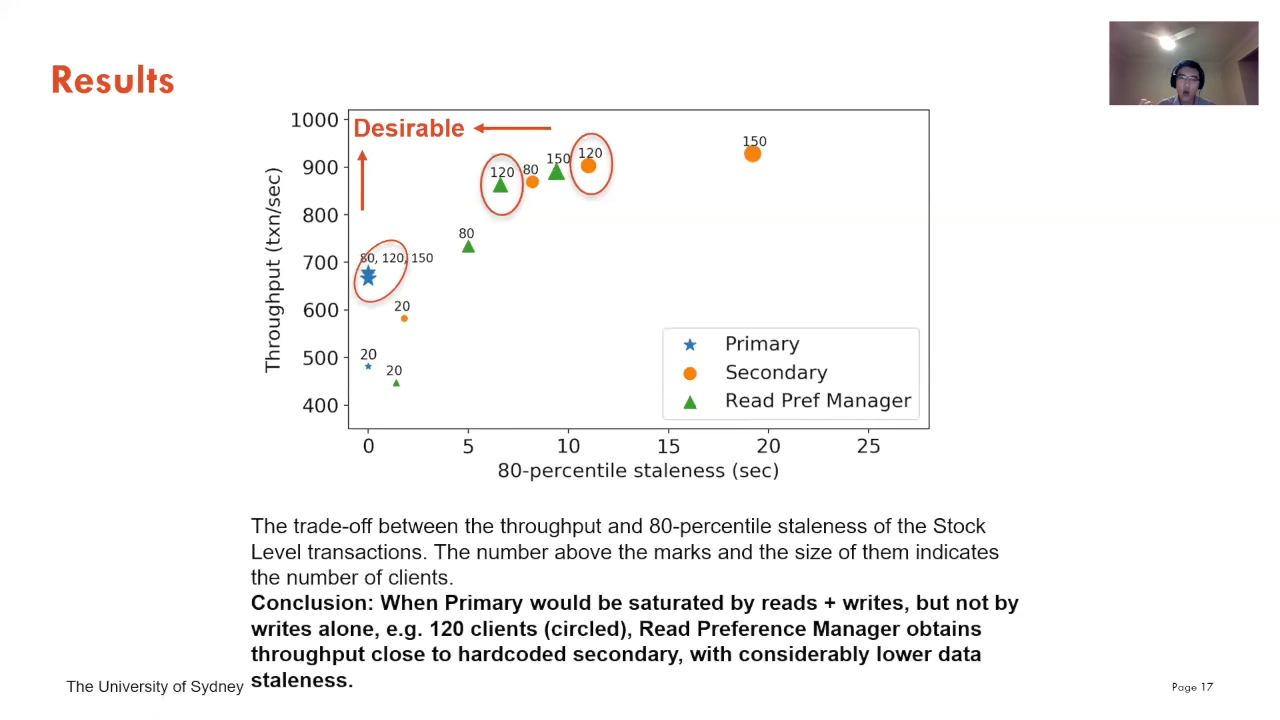 Results
Desirable
1000
900
800
700
600
500
400
Throughput (txn/sec)
150
120
150
80
120
80
80, 120, 150
20
20
20
Primary
Secondary
Read Pref Manager
0 5 10 15 20 25
80-percentile staleness (sec)
The trade-off between the throughput and 80-percentile staleness of the Stock
Level transactions. The number above the marks and the size of them indicates
the number of clients.
Conclusion: When Primary would be saturated by reads + writes, but not by
writes alone, e.g. 120 clients (circled), Read Preference Manager obtains
throughput close to hardcoded secondary, with considerably lower data
staleness.
The University of Sydney
Page 17